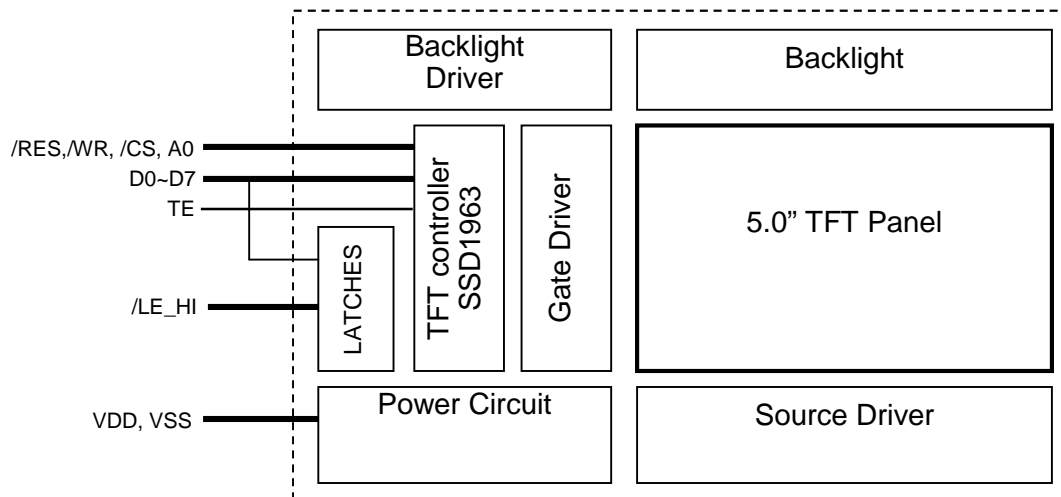 Backlight
Driver
Backlight
/RES,/WR, /CS, A0
D0~D7
TE
/LE_HI
VDD, VSS
LATCHES
TFT controller
SSD1963
Gate Driver
5.0” TFT Panel
Power Circuit
Source Driver